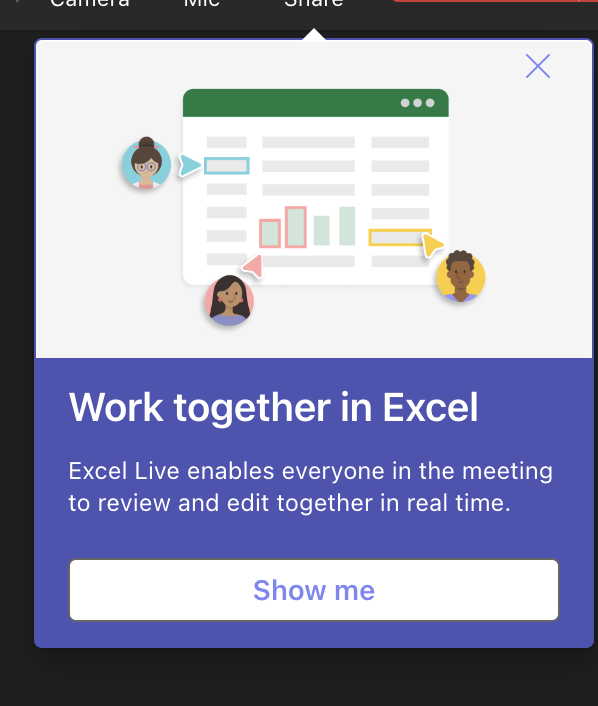 Camera Mic Share
Work together in Excel
Excel Live enables everyone in the meeting
to review and edit together in real time.
Show me